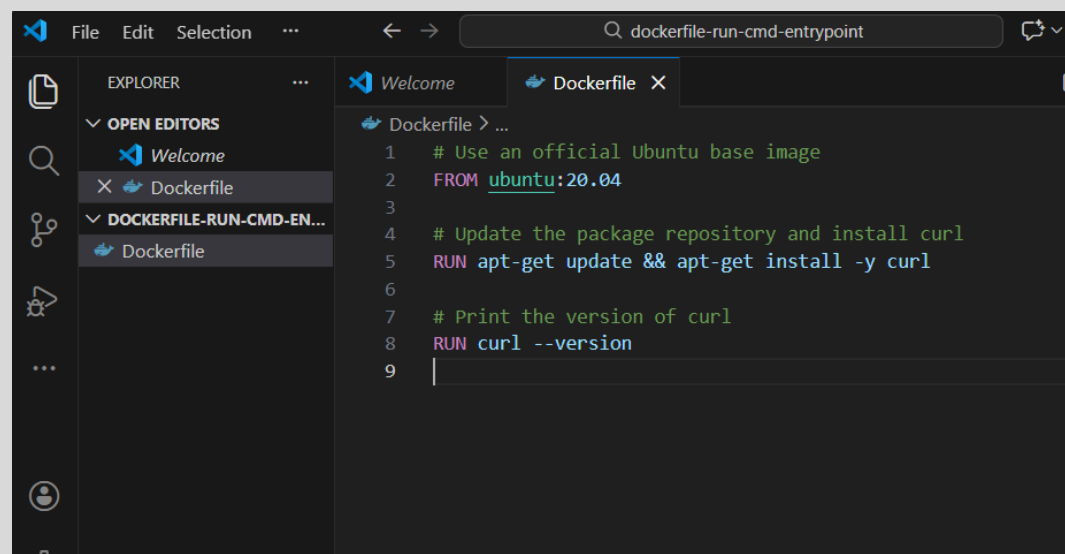 File Edit Selection ...
dockerfile-run-cmd-entrypoint
EXPLORER ...
OPEN EDITORS
Welcome
Dockerfile
DOCKERFILE-RUN-CMD-EN...
Dockerfile
Welcome
Dockerfile
Dockerfile > ...
1 # Use an official Ubuntu base image
2 FROM ubuntu:20.04
3
4 # Update the package repository and install curl
5 RUN apt-get update && apt-get install -y curl
6
7 # Print the version of curl
8 RUN curl --version
9